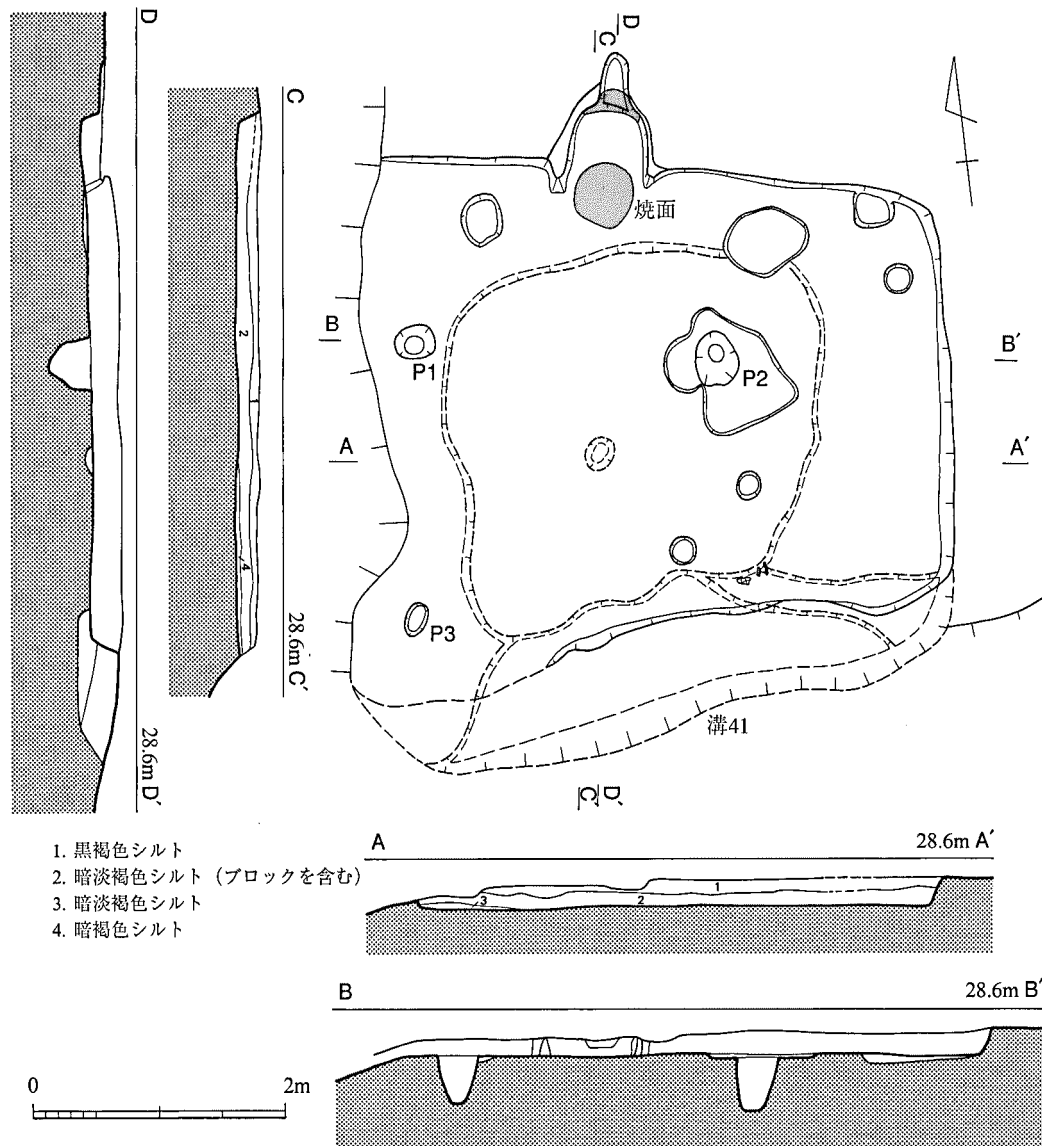 D
C
28.6m C′
28.6m D′
D
C
焼面
B
B′
P1
P2
A
A′
P3
溝41
D′
C′
2
1
4
1. 黒褐色シルト
2. 暗淡褐色シルト(ブロックを含む)
3. 暗淡褐色シルト
4. 暗褐色シルト
A
28.6m A′
1
3
2
B
28.6m B′
0
2m